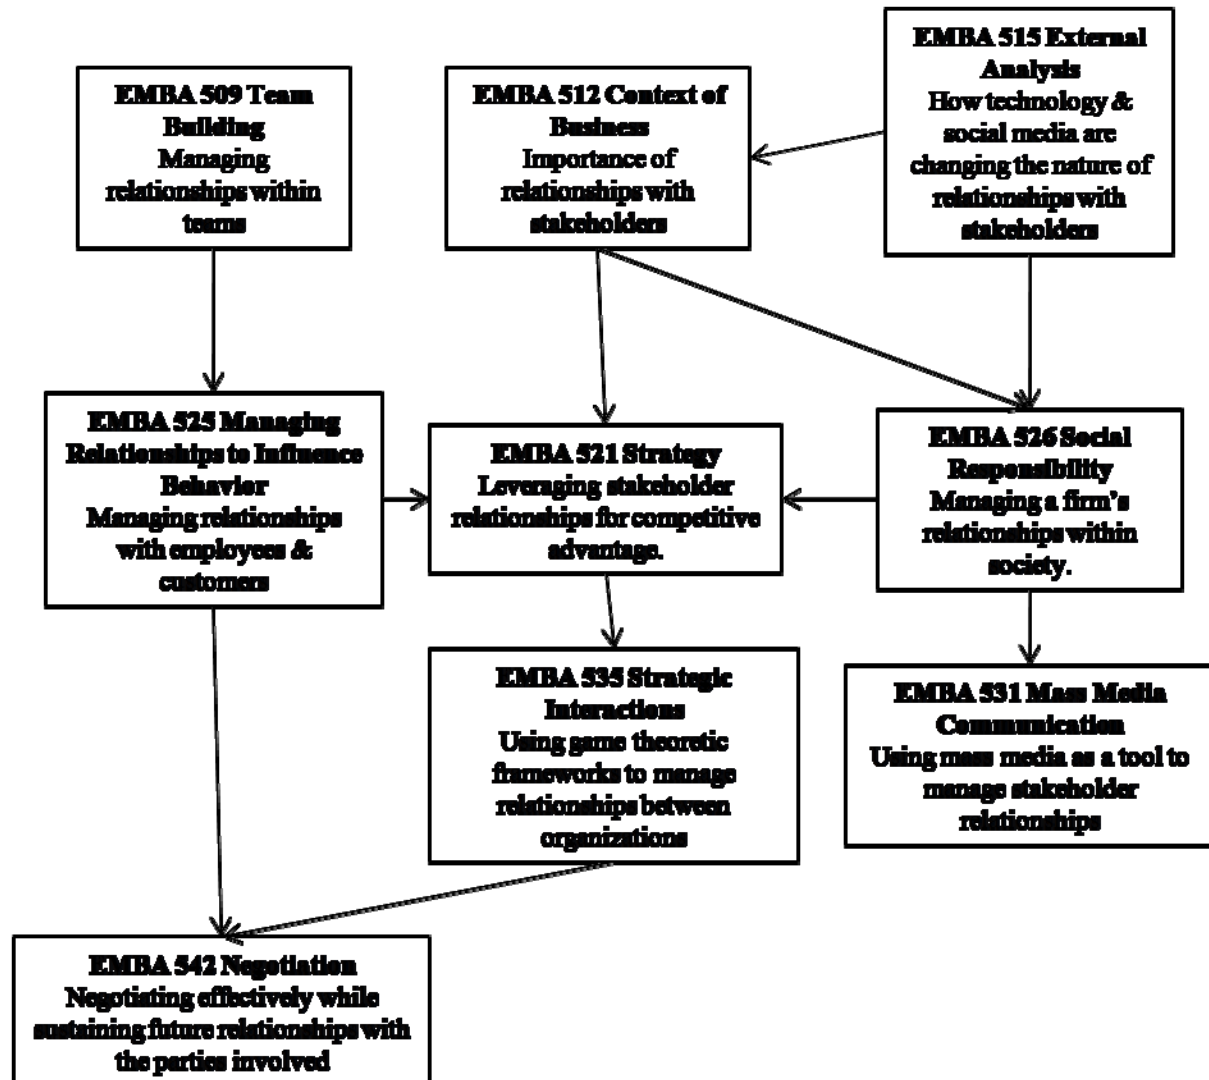 EMBA 509 Team
Building
Managing
relationships within
teams
EMBA 512 Context of
Business
Importance of
relationships with
stakeholders
EMBA 515 External
Analysis
How technology &
social media are
changing the nature of
relationships with
stakeholders
EMBA 525 Managing
Relationships to Influence
Behavior
Managing relationships
with employees &
customers
EMBA 521 Strategy
Leveraging stakeholder
relationships for competitive
advantage.
EMBA 526 Social
Responsibility
Managing a firm's
relationships within
society.
EMBA 535 Strategic
Interactions
Using game theoretic
frameworks to manage
relationships between
organizations
EMBA 531 Mass Media
Communication
Using mass media as a tool to
manage stakeholder
relationships
EMBA 542 Negotiation
Negotiating effectively while
sustaining future relationships with
the parties involved